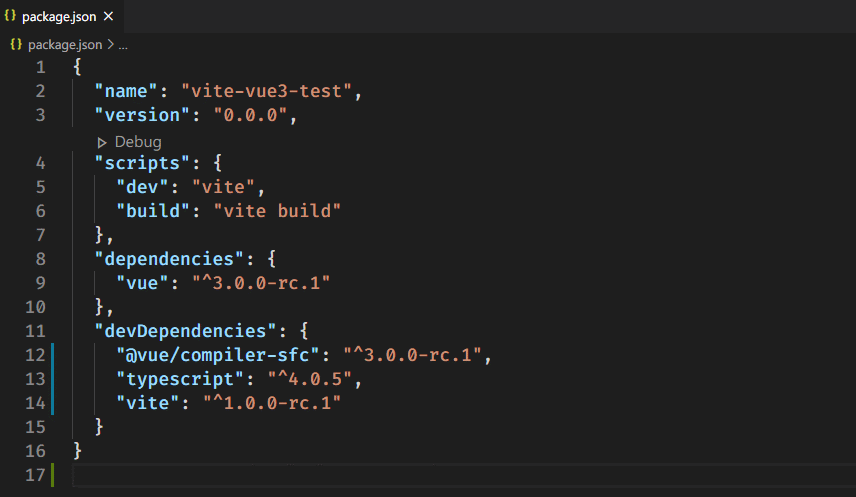 {} package.json ×
{} package.json > ...
1 {
2   "name": "vite-vue3-test",
3   "version": "0.0.0",
▷ Debug
4   "scripts": {
5     "dev": "vite",
6     "build": "vite build"
7   },
8   "dependencies": {
9     "vue": "^3.0.0-rc.1"
10   },
11   "devDependencies": {
12     "@vue/compiler-sfc": "^3.0.0-rc.1",
13     "typescript": "^4.0.5",
14     "vite": "^1.0.0-rc.1"
15   }
16 }
17